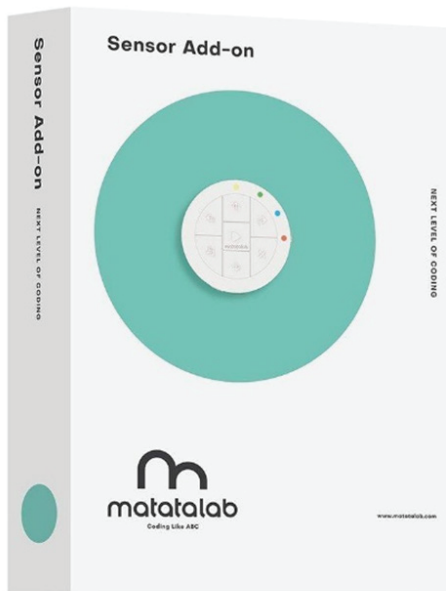 Sensor Add-on
Sensor Add-on
NEXT LEVEL OF CODING
NEXT LEVEL OF CODING
matatalab
Coding Like ABC
www.matatalab.com